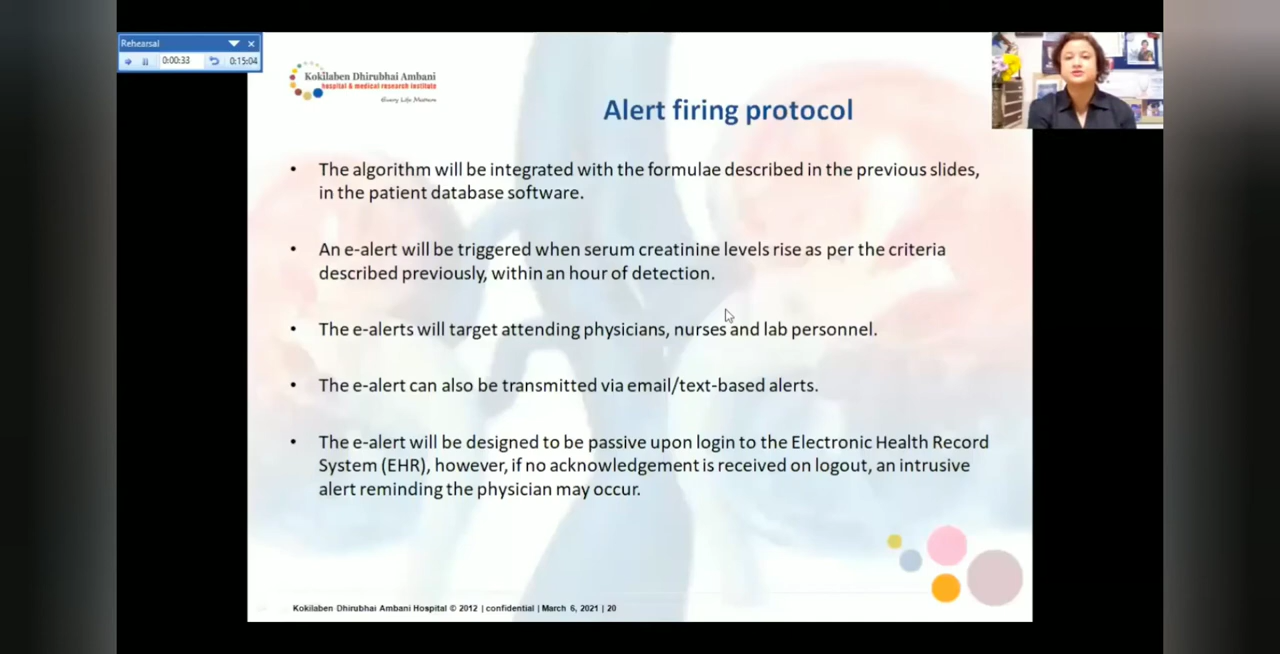 Rehearsal
0:00:33
0:15:04
Kokilaben Dhirubhai Ambani
hospital & medical research institute
Every Life Matters
Alert firing protocol
• The algorithm will be integrated with the formulae described in the previous slides,
in the patient database software.
• An e-alert will be triggered when serum creatinine levels rise as per the criteria
described previously, within an hour of detection.
• The e-alerts will target attending physicians, nurses and lab personnel.
• The e-alert can also be transmitted via email/text-based alerts.
• The e-alert will be designed to be passive upon login to the Electronic Health Record
System (EHR), however, if no acknowledgement is received on logout, an intrusive
alert reminding the physician may occur.
Kokilaben Dhirubhai Ambani Hospital © 2012 | confidential | March 6, 2021 | 20